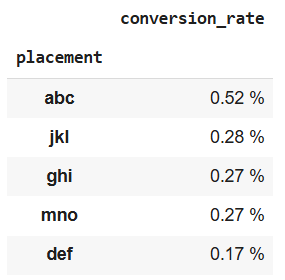 conversion_rate
placement
abc 0.52 %
jkl 0.28 %
ghi 0.27 %
mno 0.27 %
def 0.17 %